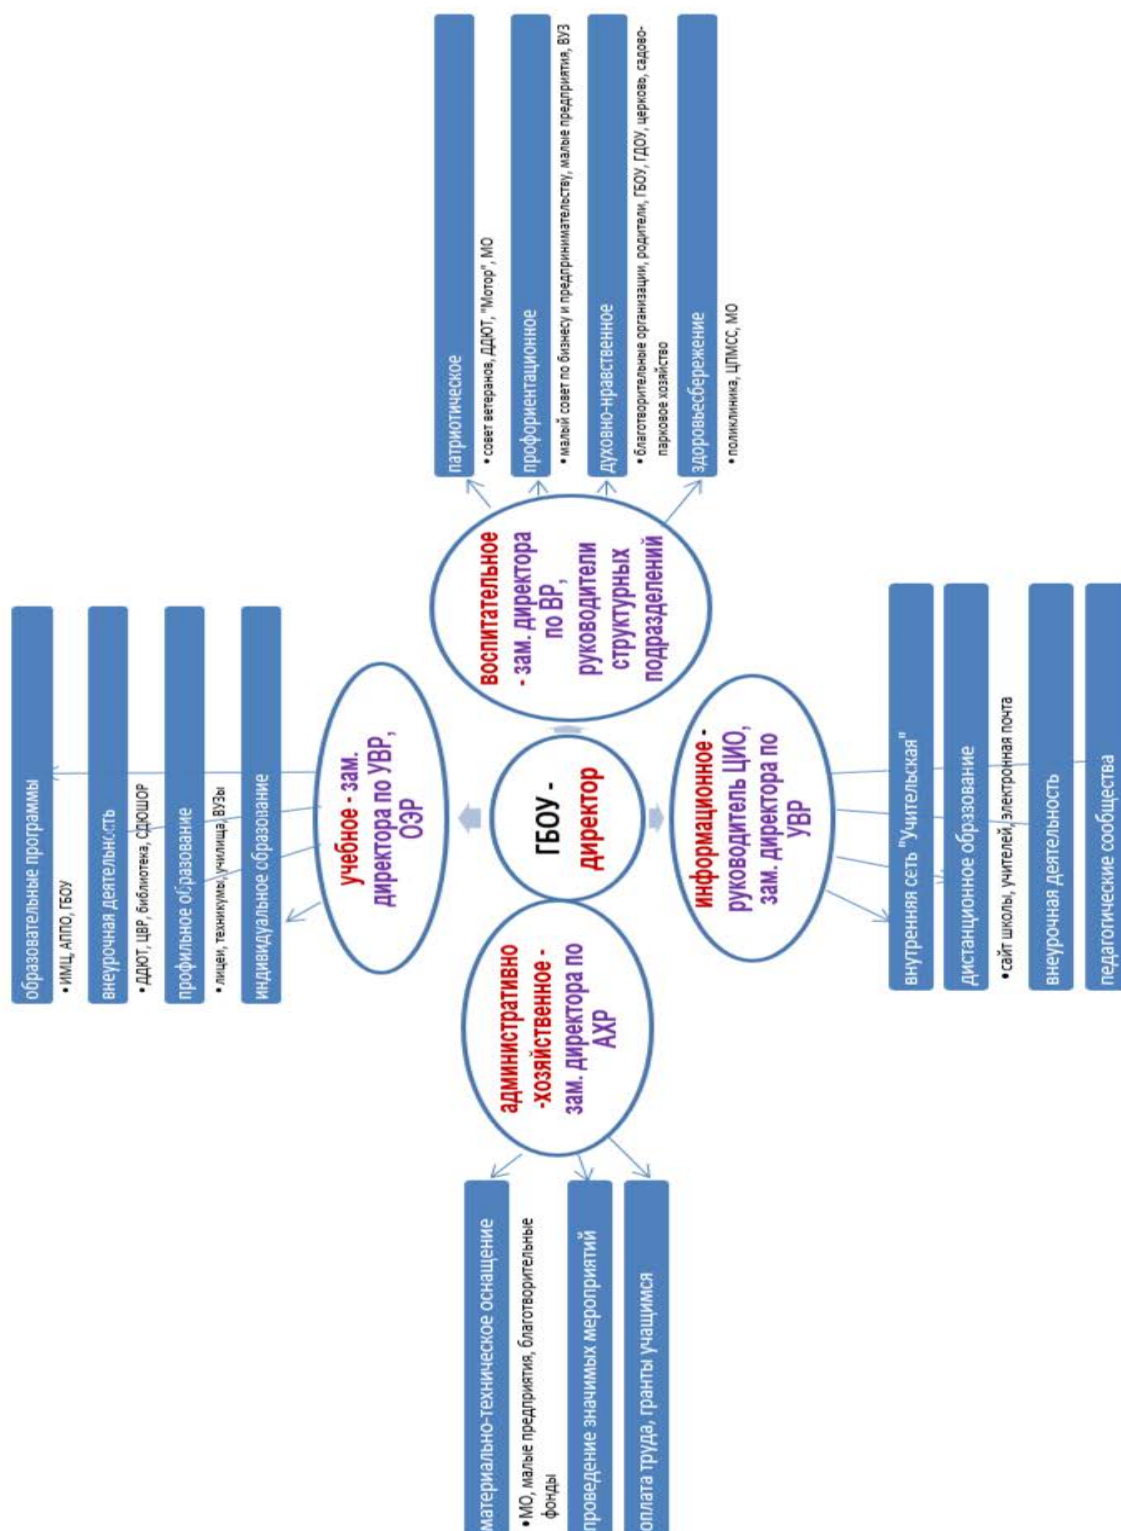 образовательные программы
• ИМЦ, АППО, ГБОУ
внеурочная деятельность
• ДДЮТ, ЦВР, библиотека, СДЮШОР
профильное образование
• лицеи, техникумы, училища, ВУЗы
индивидуальное образование
учебное - зам.
директора по УВР,
ОЭР
материально-техническое оснащение
• МО, малые предприятия, благотворительные
фонды
проведение значимых мероприятий
оплата труда, гранты учащимся
административно
-хозяйственное -
зам. директора по
АХР
ГБОУ -
директор
воспитательное
- зам. директора
по ВР,
руководители
структурных
подразделений
патриотическое
• совет ветеранов, ДДЮТ, "Мотор", МО
профориентационное
• малый совет по бизнесу и предпринимательству, малые предприятия, ВУЗ
духовно-нравственное
• благотворительные организации, родители, ГБОУ, ГДОУ, церковь, садово-
парковое хозяйство
здоровьесбережение
• поликлиника, ЦПМСС, МО
информационное -
руководитель ЦИО,
зам. директора по
УВР
внутренняя сеть "Учительская"
дистанционное образование
• сайт школы, учителей, электронная почта
внеурочная деятельность
педагогические сообщества